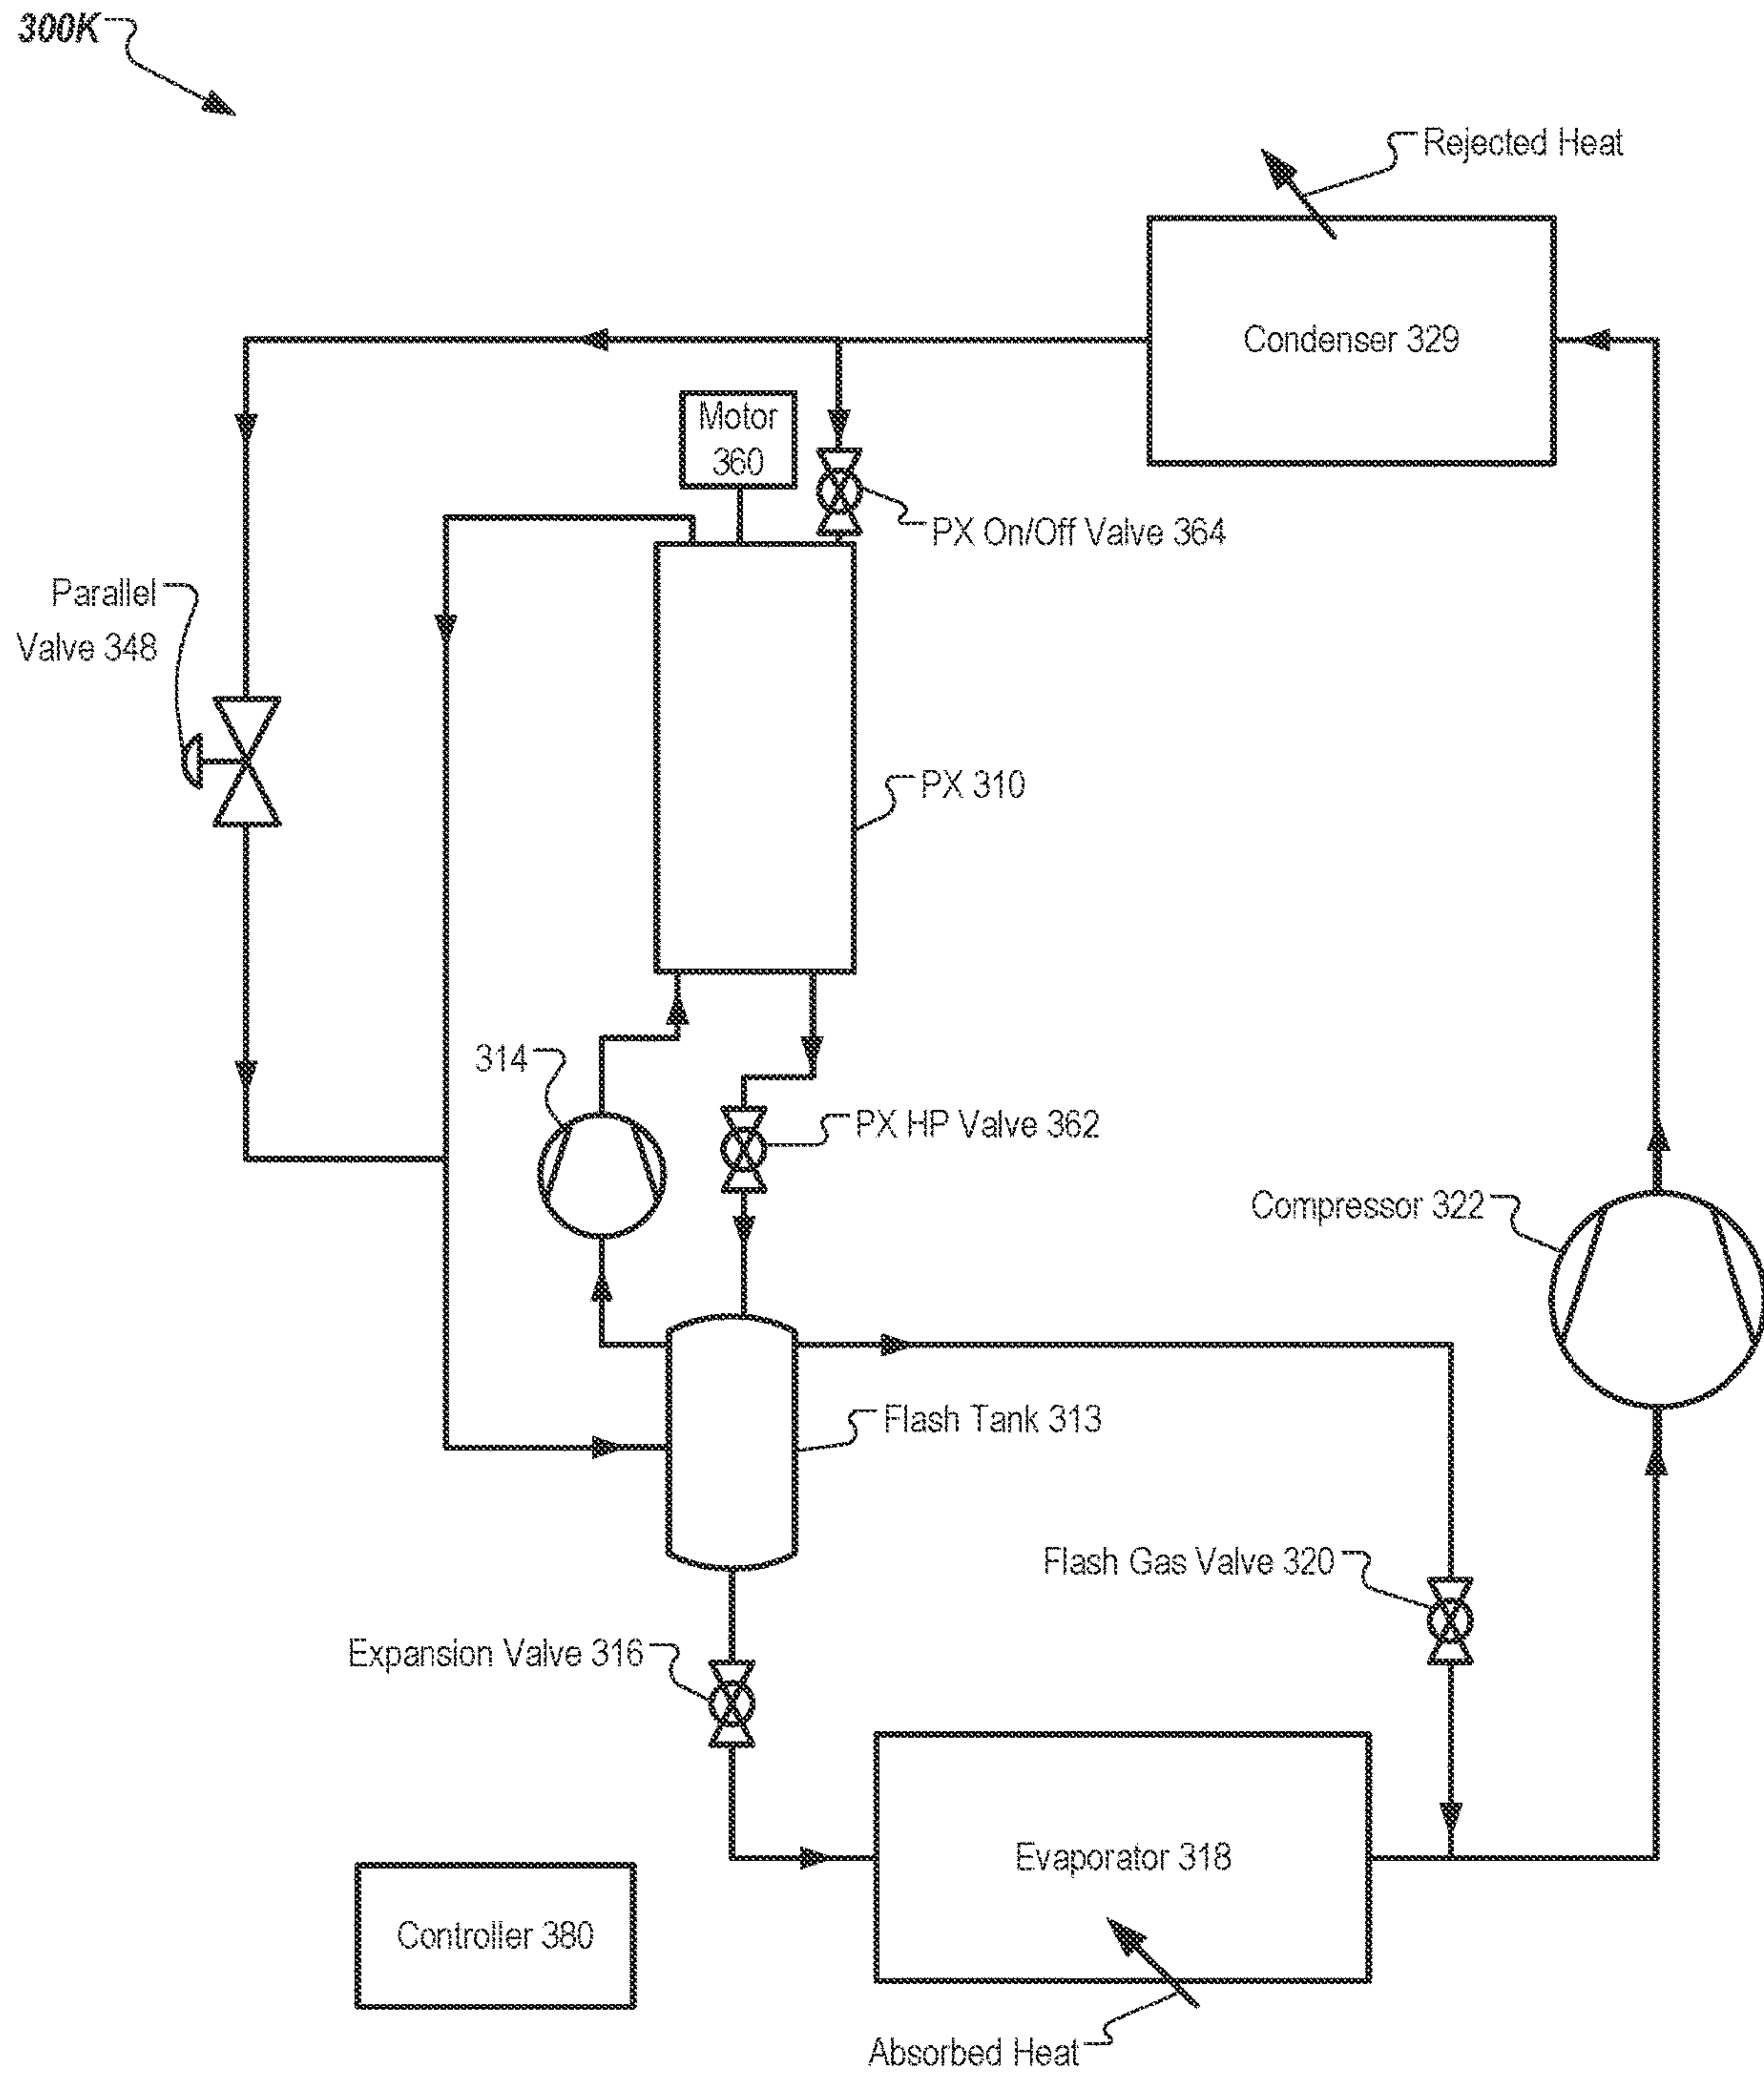 300K
Rejected Heat
Condenser 329
Motor
360
PX On/Off Valve 364
Parallel
Valve 348
PX 310
314
PX HP Valve 362
Compressor 322
Flash Tank 313
Flash Gas Valve 320
Expansion Valve 316
Evaporator 318
Controller 380
Absorbed Heat